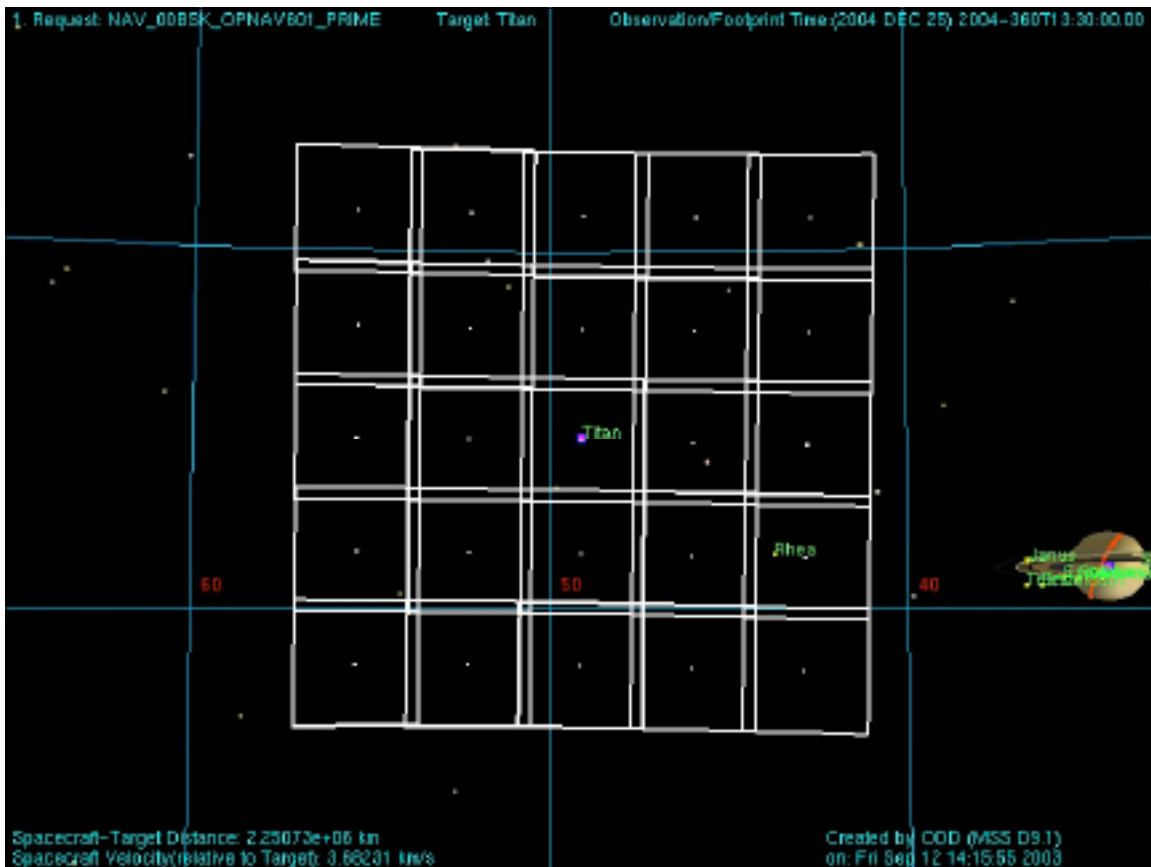 1. Request: NAV_00BSK_OPNAV601_PRIME Target: Titan Observation/Footprint Time:(2004 DEC 25) 2004-360T13:30:00.00
Titan
Rhea
Janus
60 50 40
Spacecraft-Target Distance: 2.25073e+06 km
Spacecraft Velocity(relative to Target): 3.66231 km/s
Created by ODD (MSS D9.1)
on: Fri Sep 12 14:15:55 2003